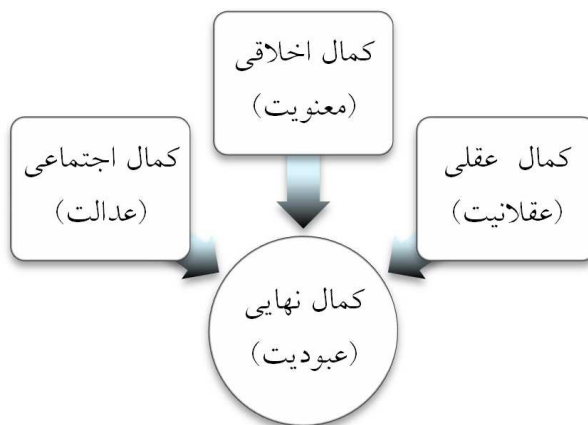 کمال اخلاقی
(معنویت)
کمال عقلی
(عقلانیت)
کمال اجتماعی
(عدالت)
کمال نهایی
(عبودیت)